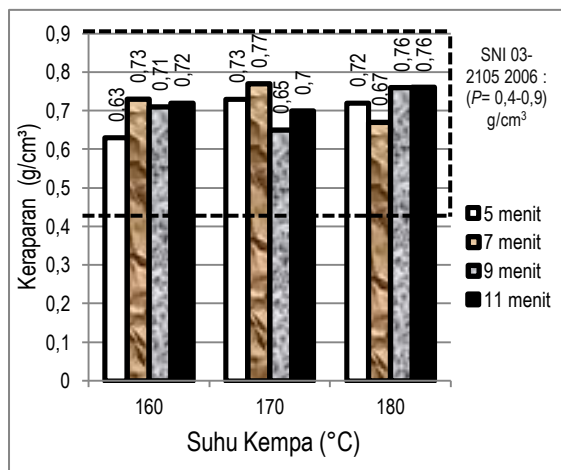 0,9
0,8
0,7
0,6
0,5
0,4
0,3
0,2
0,1
0
Keraparan (g/cm³)
0,63
0,73
0,71
0,72
0,73
0,77
0,65
0,7
0,72
0,67
0,76
0,76
160
170
180
Suhu Kempa (°C)
SNI 03-
2105 2006 :
(P= 0,4-0,9)
g/cm³
5 menit
7 menit
9 menit
11 menit